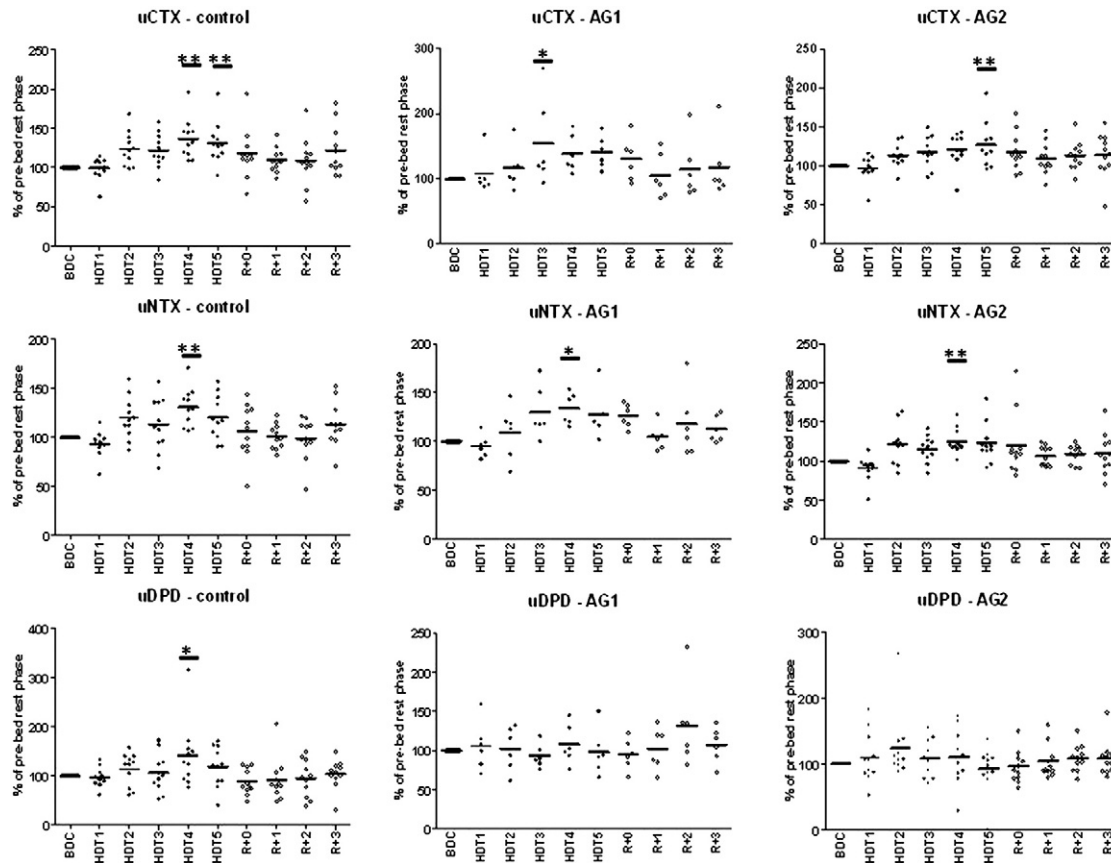 uCTX - control
% of pre-bed rest phase
250
200
150
100
50
0
** **
BDC HDT1 HDT2 HDT3 HDT4 HDT5 R+0 R+1 R+2 R+3
uCTX - AG1
% of pre-bed rest phase
300
200
100
0
*
BDC HDT1 HDT2 HDT3 HDT4 HDT5 R+0 R+1 R+2 R+3
uCTX - AG2
% of pre-bed rest phase
250
200
150
100
50
0
**
BDC HDT1 HDT2 HDT3 HDT4 HDT5 R+0 R+1 R+2 R+3
uNTX - control
% of pre-bed rest phase
200
150
100
50
0
**
BDC HDT1 HDT2 HDT3 HDT4 HDT5 R+0 R+1 R+2 R+3
uNTX - AG1
% of pre-bed rest phase
200
150
100
50
0
*
BDC HDT1 HDT2 HDT3 HDT4 HDT5 R+0 R+1 R+2 R+3
uNTX - AG2
% of pre-bed rest phase
250
200
150
100
50
0
**
BDC HDT1 HDT2 HDT3 HDT4 HDT5 R+0 R+1 R+2 R+3
uDPD - control
% of pre-bed rest phase
400
300
200
100
0
*
BDC HDT1 HDT2 HDT3 HDT4 HDT5 R+0 R+1 R+2 R+3
uDPD - AG1
% of pre-bed rest phase
250
200
150
100
50
0
BDC HDT1 HDT2 HDT3 HDT4 HDT5 R+0 R+1 R+2 R+3
uDPD - AG2
% of pre-bed rest phase
300
200
100
0
BDC HDT1 HDT2 HDT3 HDT4 HDT5 R+0 R+1 R+2 R+3